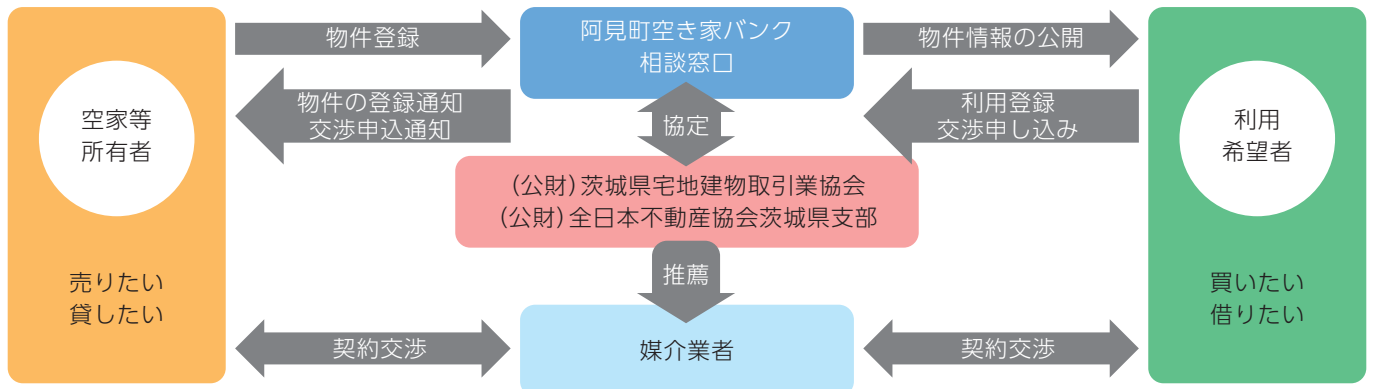 物件登録
阿見町空き家バンク
相談窓口
物件情報の公開
空家等
所有者
物件の登録通知
交渉申込通知
協定
利用登録
交渉申し込み
利用
希望者
(公財)茨城県宅地建物取引業協会
(公財)全日本不動産協会茨城県支部
推薦
売りたい
貸したい
買いたい
借りたい
契約交渉
媒介業者
契約交渉